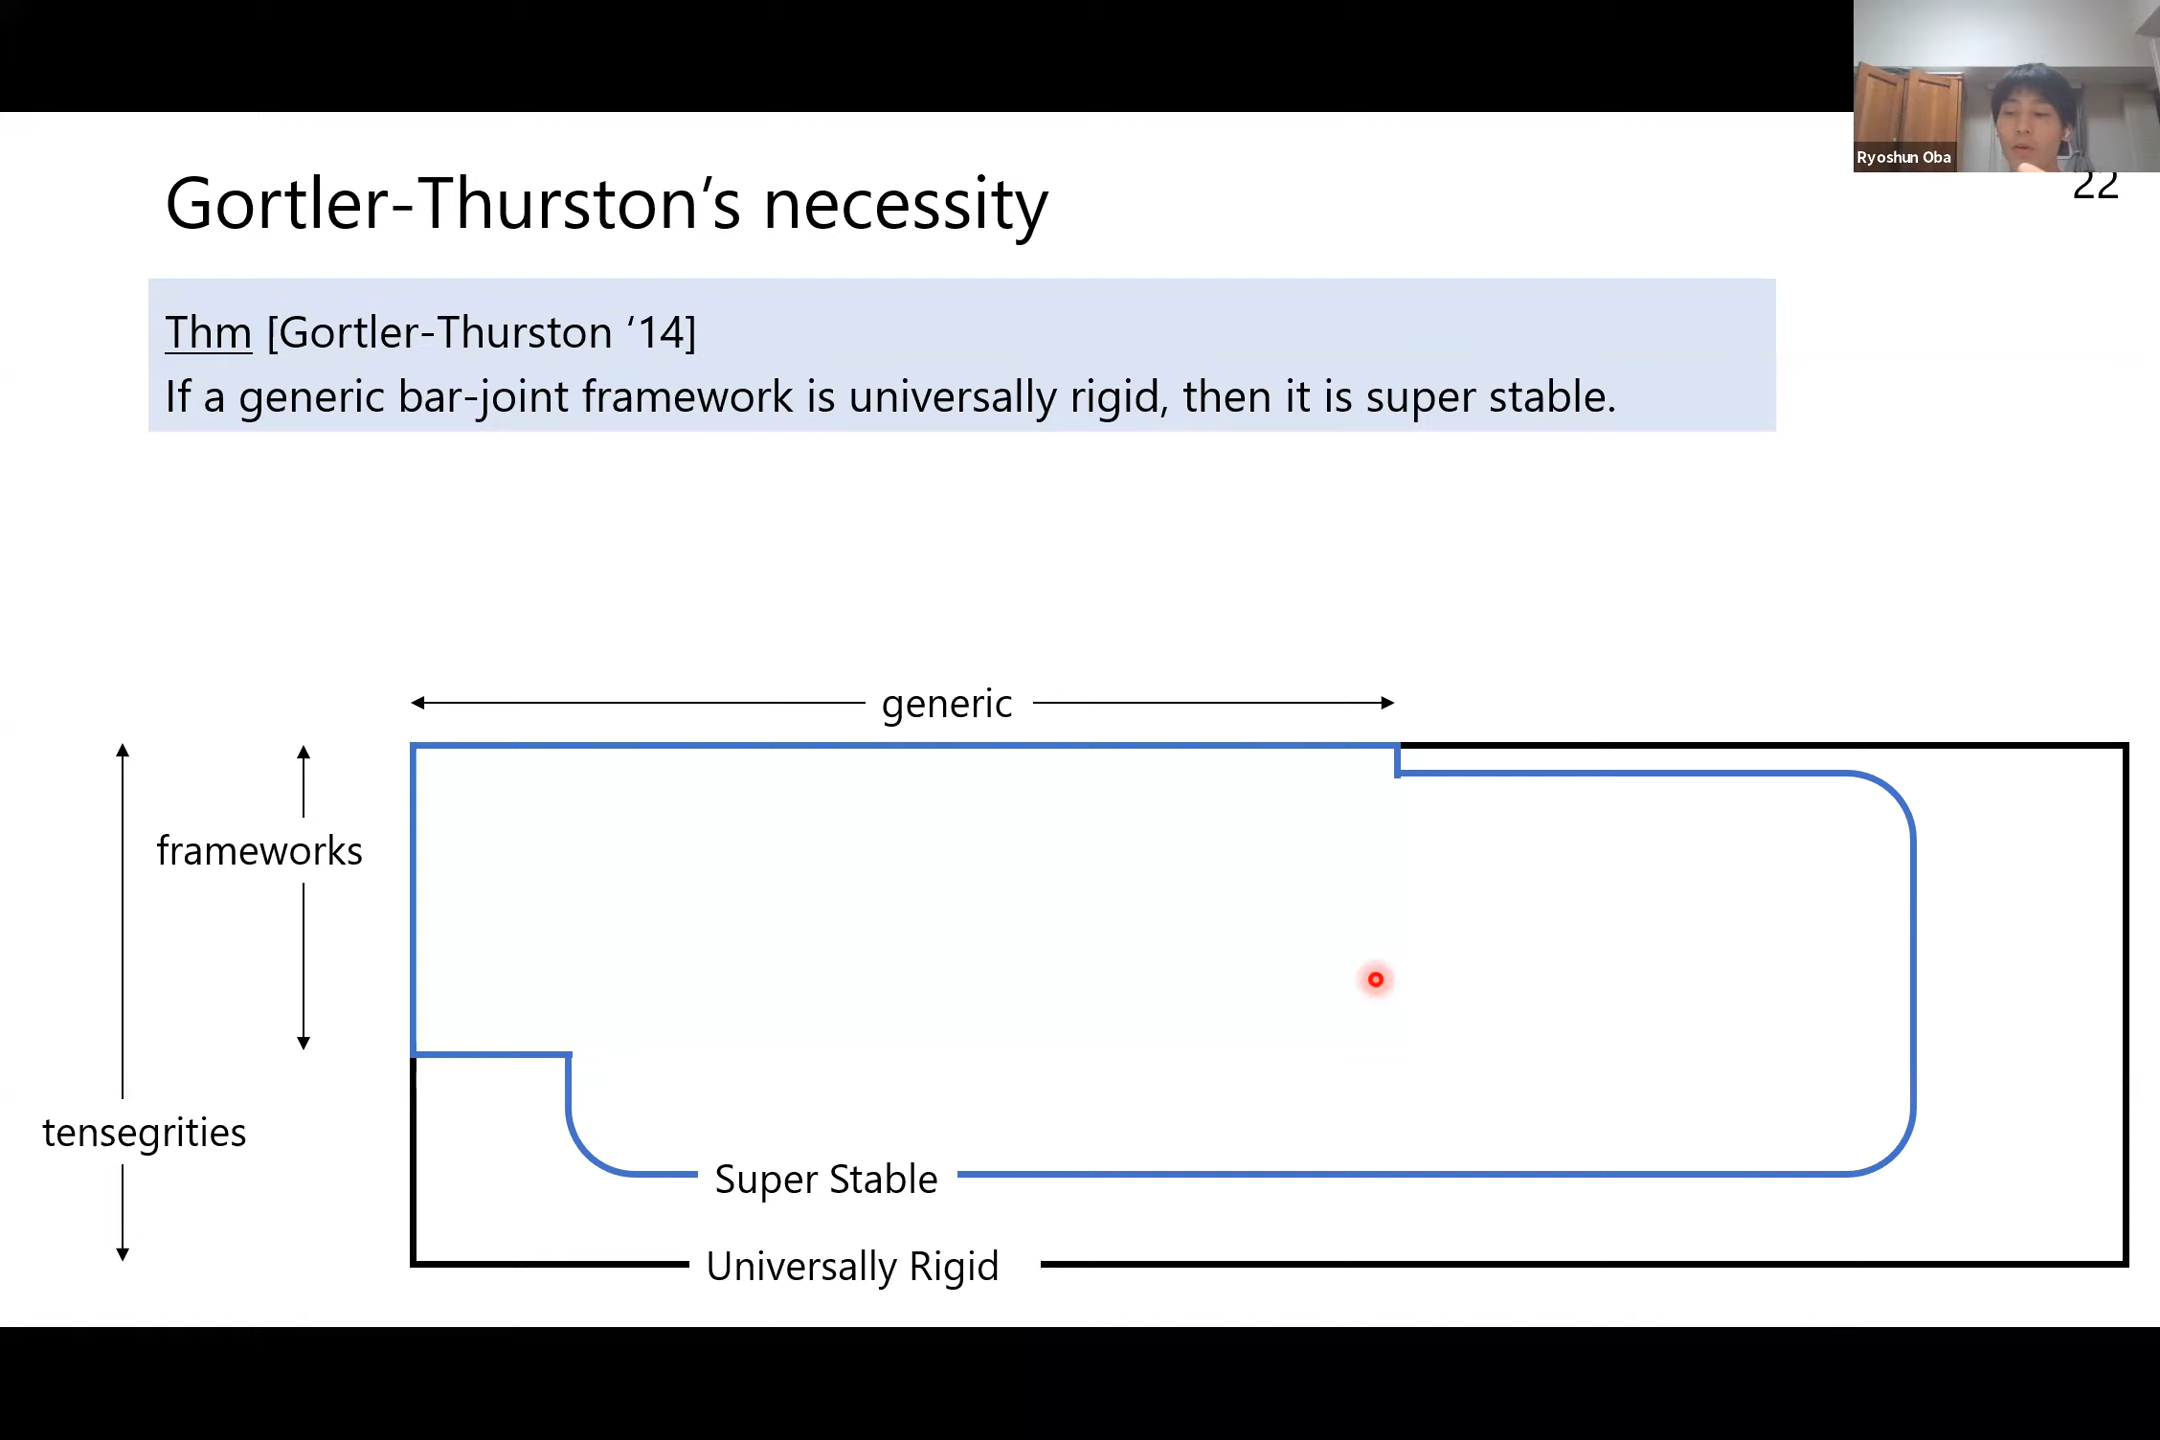 Ryoshun Oba
22
Gortler-Thurston’s necessity
Thm [Gortler-Thurston ‘14]
If a generic bar-joint framework is universally rigid, then it is super stable.
generic
frameworks
tensegrities
Super Stable
Universally Rigid